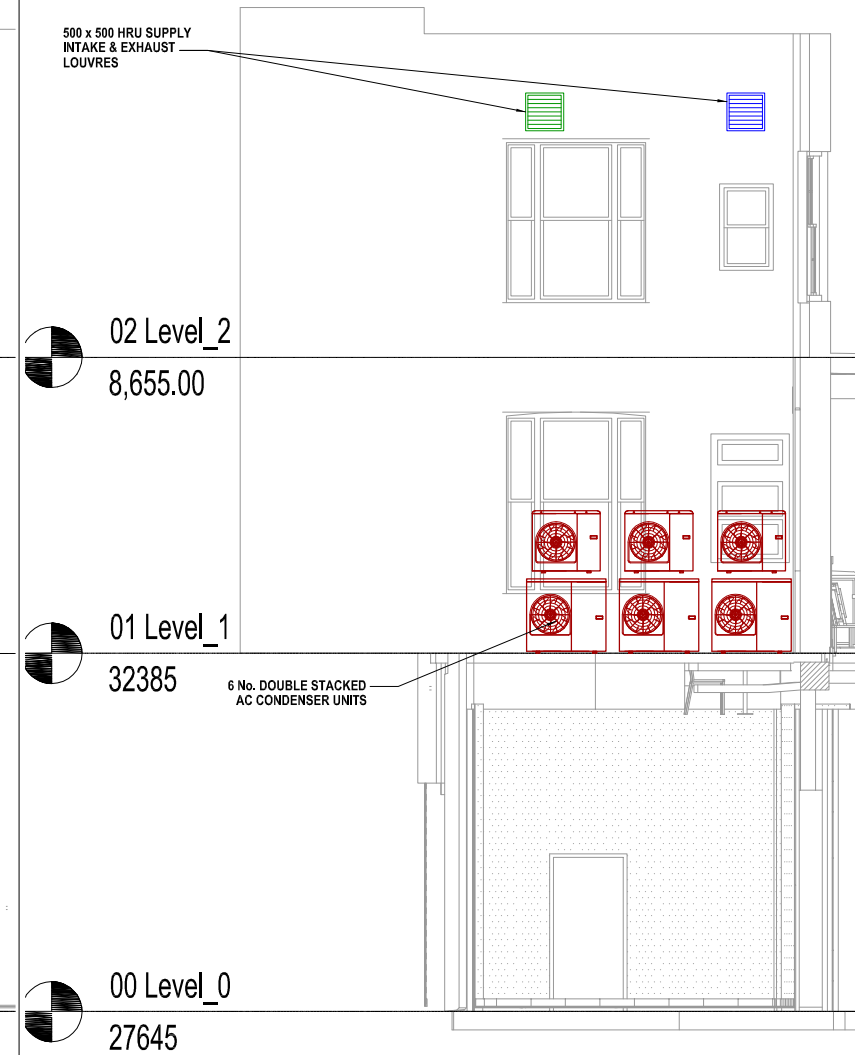 500 x 500 HRU SUPPLY
INTAKE & EXHAUST
LOUVRES
02 Level_2
8,655.00
01 Level_1
32385
6 No. DOUBLE STACKED
AC CONDENSER UNITS
00 Level_0
27645